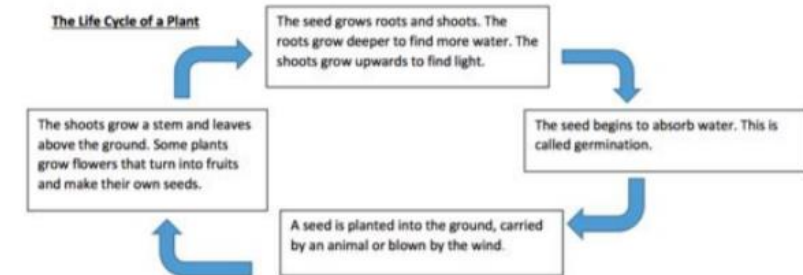 The Life Cycle of a Plant
The seed grows roots and shoots. The
roots grow deeper to find more water. The
shoots grow upwards to find light.
The seed begins to absorb water. This is
called germination.
A seed is planted into the ground, carried
by an animal or blown by the wind.
The shoots grow a stem and leaves
above the ground. Some plants
grow flowers that turn into fruits
and make their own seeds.